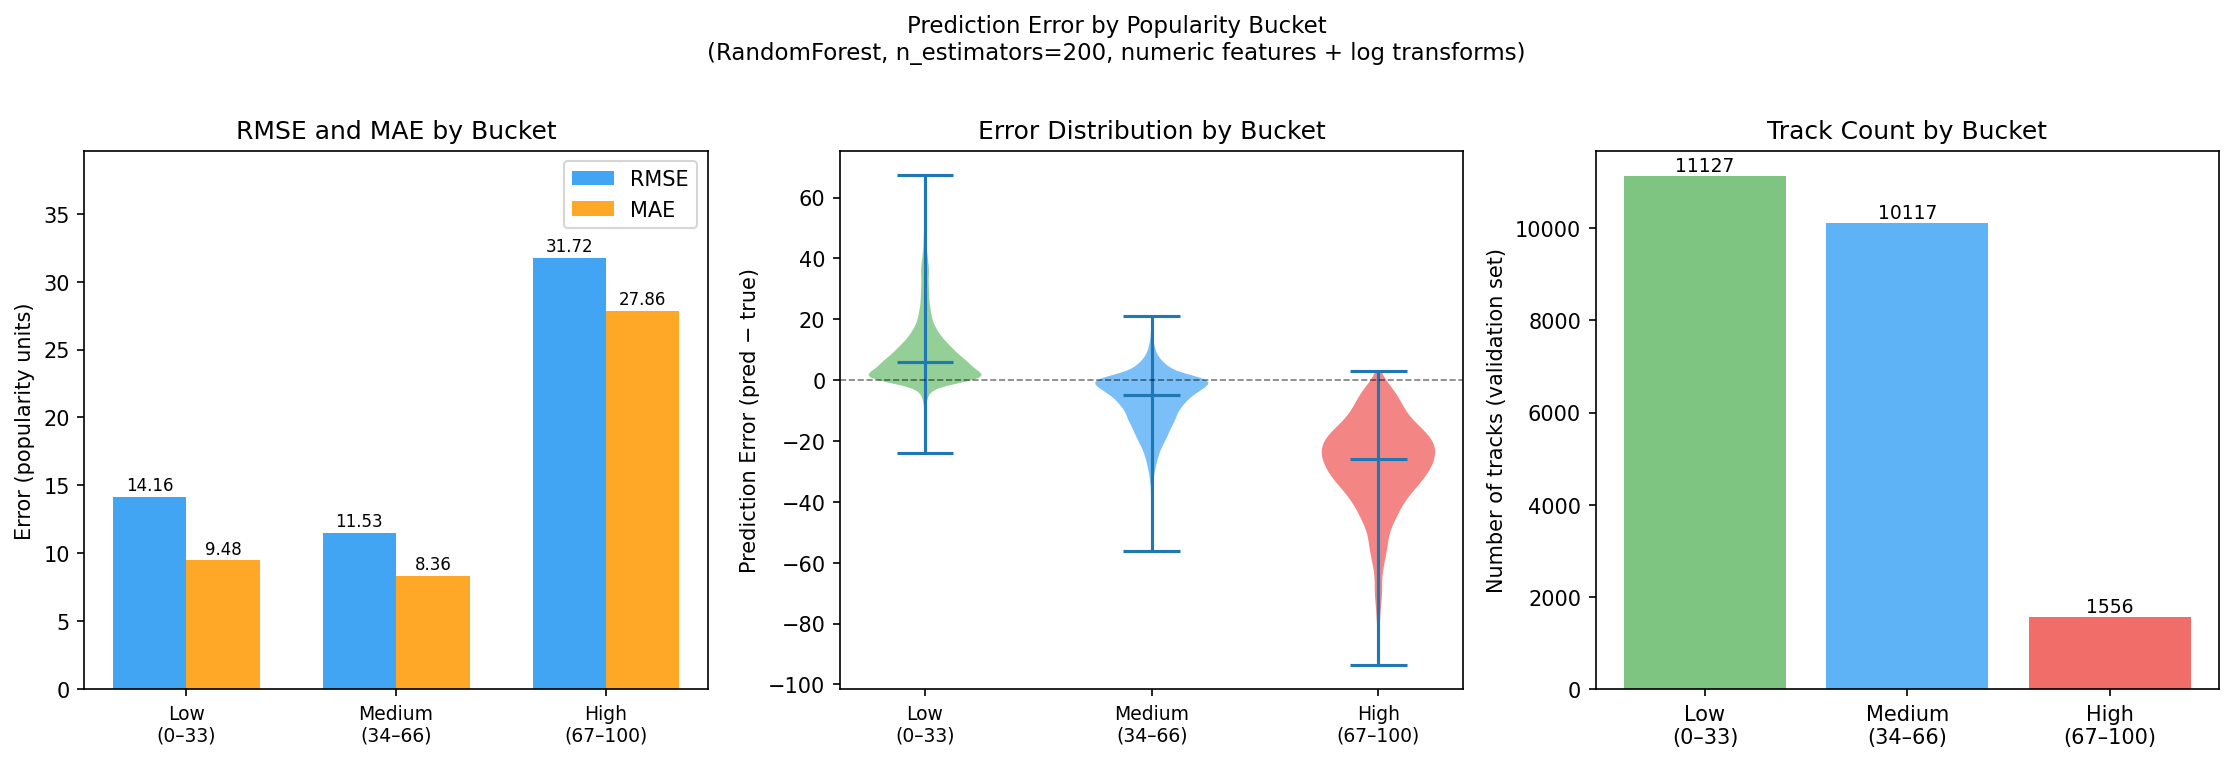 Prediction Error by Popularity Bucket
(RandomForest, n_estimators=200, numeric features + log transforms)
RMSE and MAE by Bucket
Error (popularity units)
35
30
25
20
15
10
5
0
RMSE
MAE
14.16
9.48
11.53
8.36
31.72
27.86
Low
(0–33)
Medium
(34–66)
High
(67–100)
Error Distribution by Bucket
Prediction Error (pred − true)
60
40
20
0
−20
−40
−60
−80
−100
Low
(0–33)
Medium
(34–66)
High
(67–100)
Track Count by Bucket
Number of tracks (validation set)
10000
8000
6000
4000
2000
0
11127
10117
1556
Low
(0–33)
Medium
(34–66)
High
(67–100)